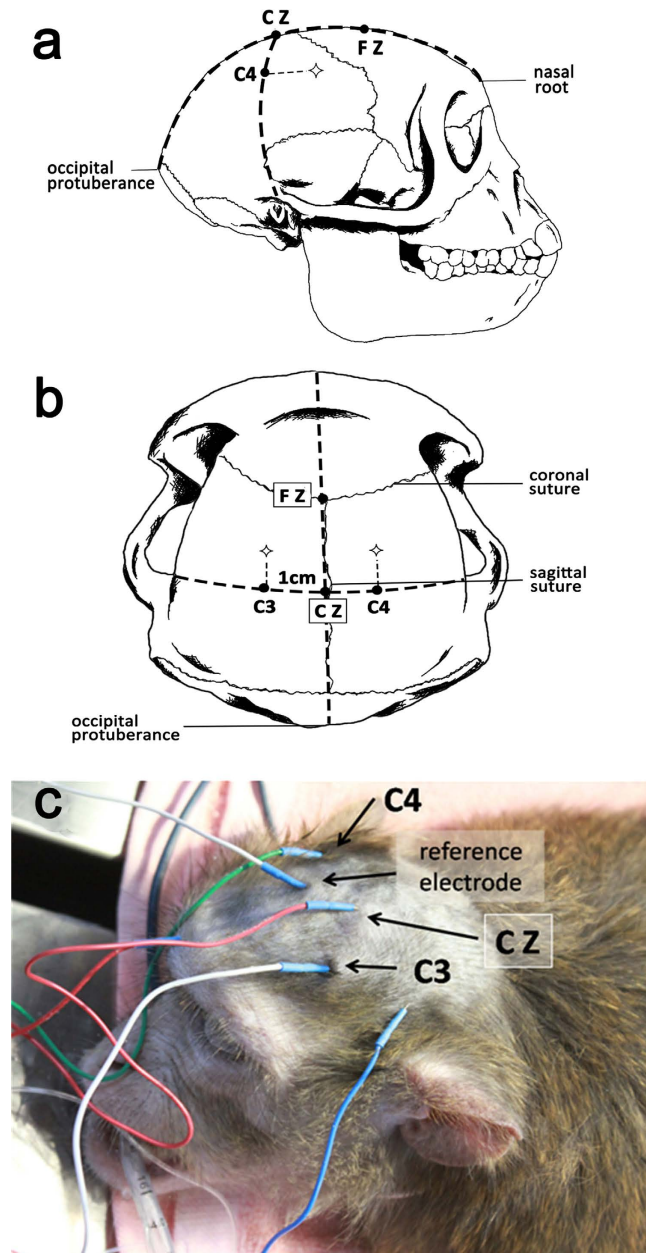 a
C Z
F Z
C4
nasal
root
occipital
protuberance
b
coronal
suture
F Z
1cm
sagittal
suture
C3
C Z
C4
occipital
protuberance
c
C4
reference
electrode
C Z
C3